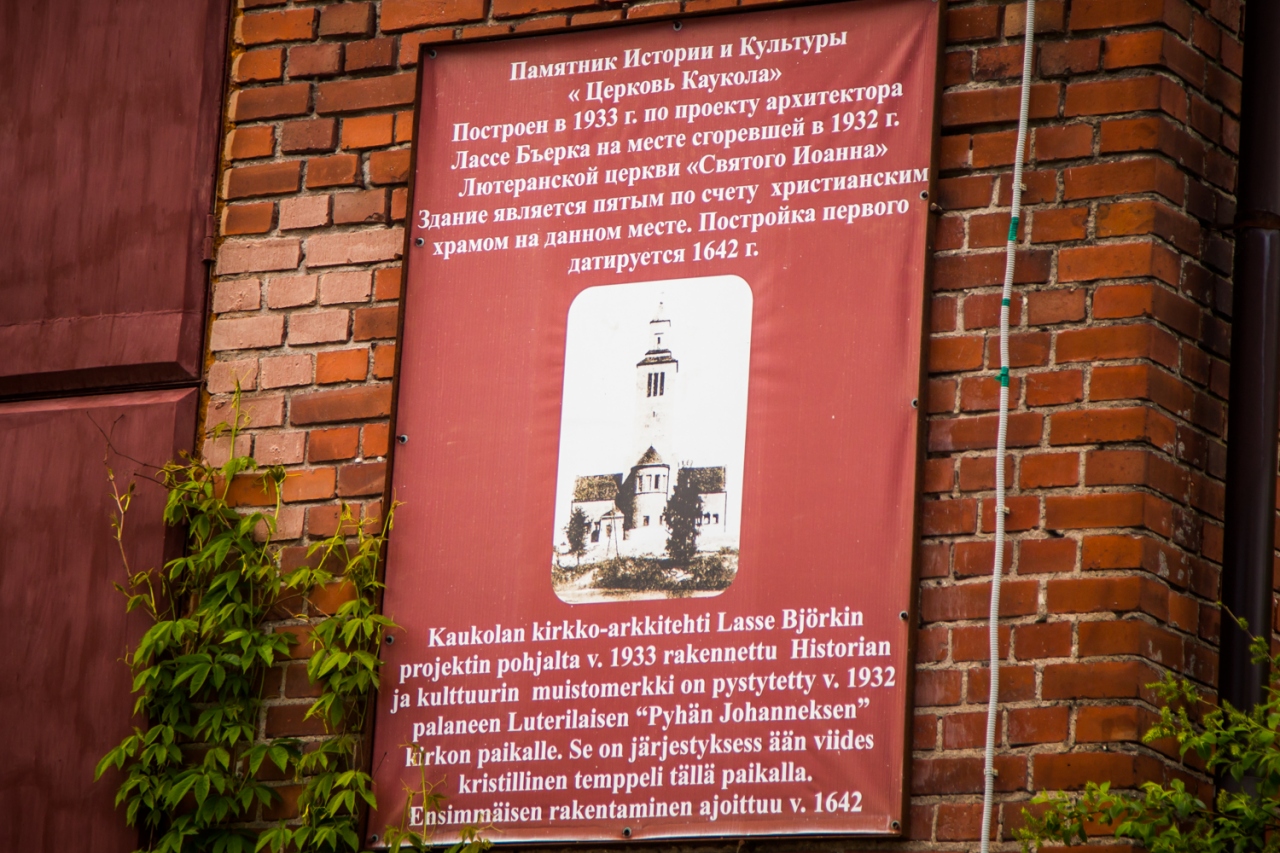 Памятник Истории и Культуры
« Церковь Каукола»
Построен в 1933 г. по проекту архитектора
Лассе Бъерка на месте сгоревшей в 1932 г.
Лютеранской церкви «Святого Иоанна»
Здание является пятым по счету христианским
храмом на данном месте. Постройка первого
датируется 1642 г.
Kaukolan kirkko-arkkitehti Lasse Björkin
projektin pohjalta v. 1933 rakennettu Historian
ja kulttuurin muistomerkki on pystytetty v. 1932
palaneen Luterilaisen “Pyhän Johanneksen”
kirkon paikalle. Se on järjestyksess ään viides
kristillinen temppeli tällä paikalla.
Ensimmäisen rakentaminen ajoittuu v. 1642